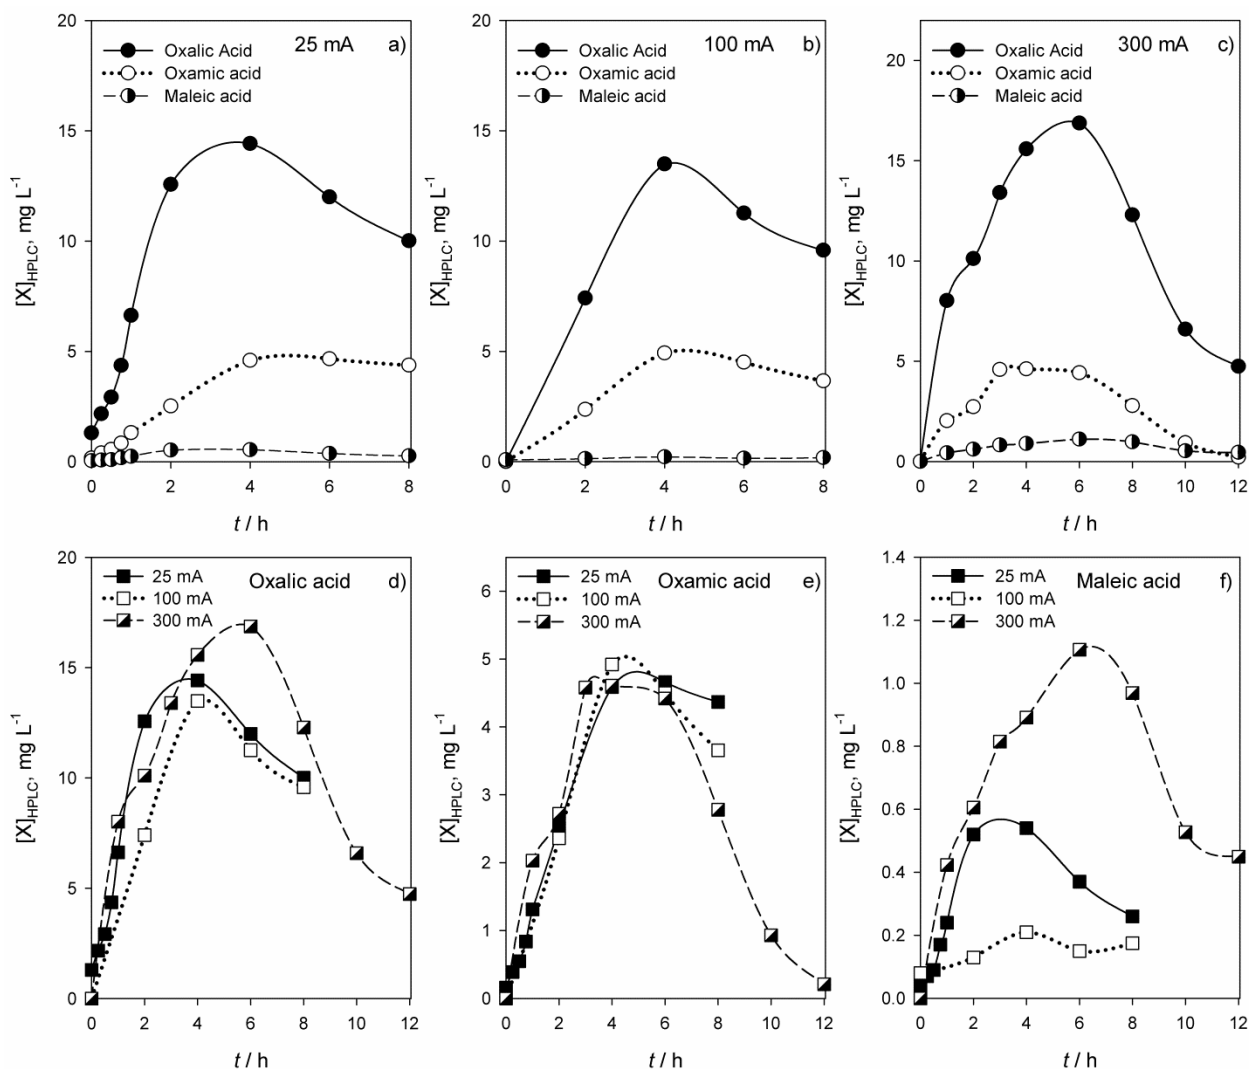 25 mA a)
Oxalic Acid
Oxamic acid
Maleic acid
[X]HPLC, mg L-1
20
15
10
5
0
0 2 4 6 8
t / h
100 mA b)
Oxalic Acid
Oxamic acid
Maleic acid
[X]HPLC, mg L-1
20
15
10
5
0
0 2 4 6 8
t / h
300 mA c)
Oxalic Acid
Oxamic acid
Maleic acid
[X]HPLC, mg L-1
20
15
10
5
0
0 2 4 6 8 10 12
t / h
Oxalic acid d)
25 mA
100 mA
300 mA
[X]HPLC, mg L-1
20
15
10
5
0
0 2 4 6 8 10 12
t / h
Oxamic acid e)
25 mA
100 mA
300 mA
[X]HPLC, mg L-1
6
5
4
3
2
1
0
0 2 4 6 8 10 12
t / h
Maleic acid f)
25 mA
100 mA
300 mA
[X]HPLC, mg L-1
1.4
1.2
1.0
0.8
0.6
0.4
0.2
0.0
0 2 4 6 8 10 12
t / h